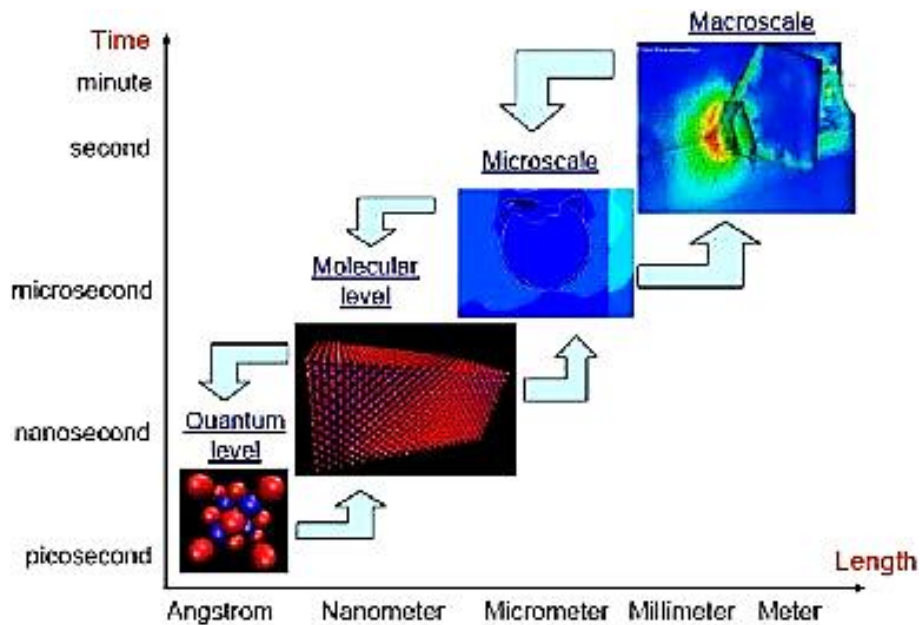 Macroscale
Time
minute
second
Microscale
Molecular
level
microsecond
Quantum
level
nanosecond
picosecond
Length
Angstrom
Nanometer
Micrometer
Millimeter
Meter